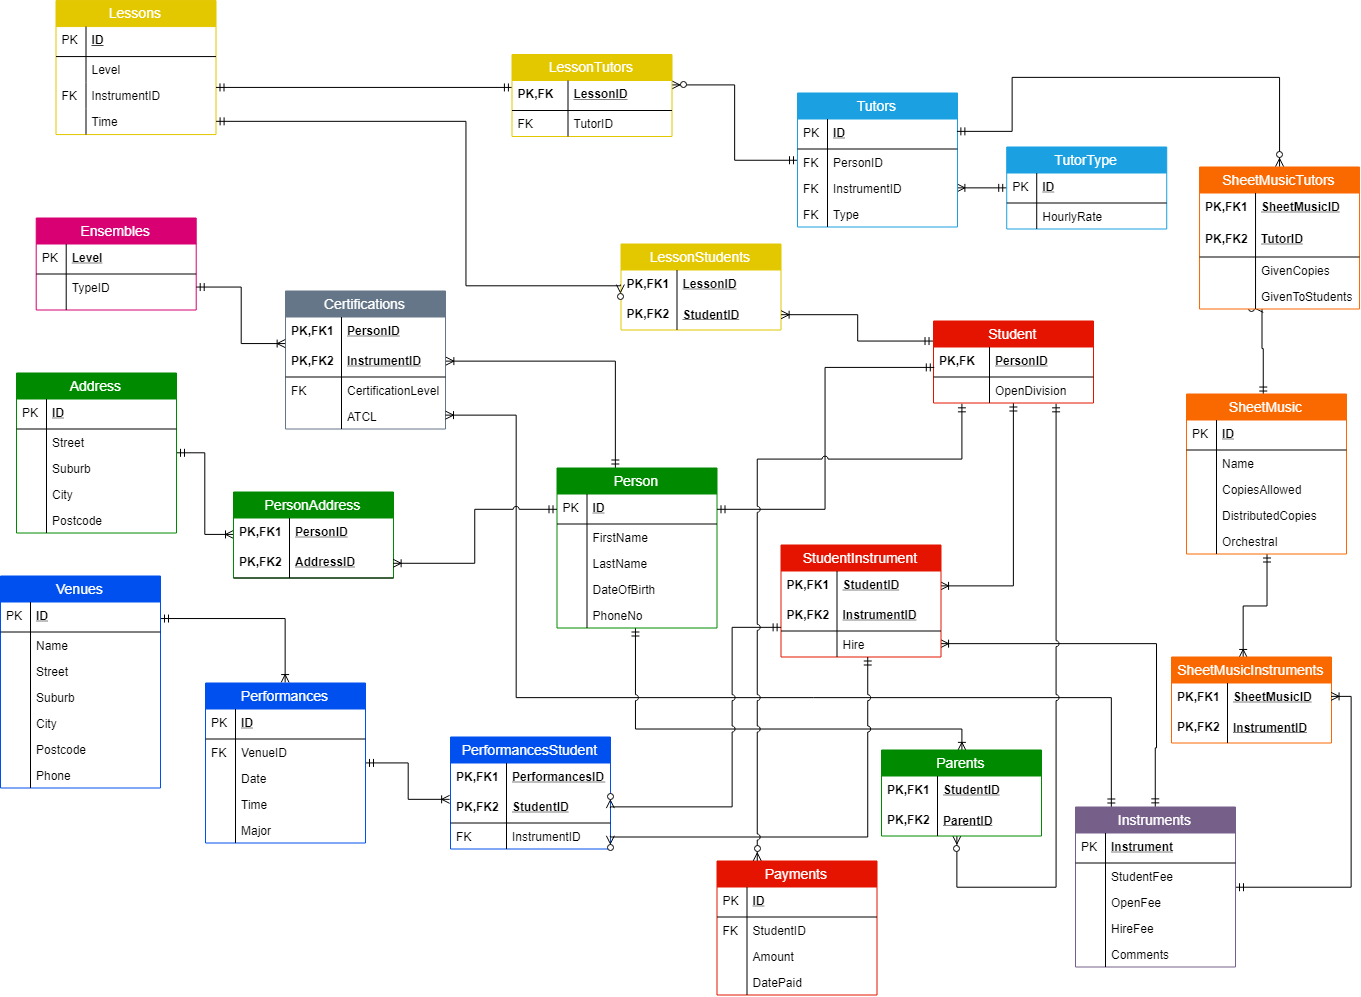 Lessons
PK ID
Level
FK InstrumentID
Time
LessonTutors
PK,FK LessonID
FK TutorID
Tutors
PK ID
FK PersonID
FK InstrumentID
FK Type
TutorType
PK ID
HourlyRate
SheetMusicTutors
PK,FK1 SheetMusicID
PK,FK2 TutorID
GivenCopies
GivenToStudents
Ensembles
PK Level
TypeID
LessonStudents
PK,FK1 LessonID
PK,FK2 StudentID
Certifications
PK,FK1 PersonID
PK,FK2 InstrumentID
FK CertificationLevel
ATCL
Student
PK,FK PersonID
OpenDivision
Address
PK ID
Street
Suburb
City
Postcode
SheetMusic
PK ID
Name
CopiesAllowed
DistributedCopies
Orchestral
Person
PK ID
FirstName
LastName
DateOfBirth
PhoneNo
PersonAddress
PK,FK1 PersonID
PK,FK2 AddressID
StudentInstrument
PK,FK1 StudentID
PK,FK2 InstrumentID
Hire
Venues
PK ID
Name
Street
Suburb
City
Postcode
Phone
SheetMusicInstruments
PK,FK1 SheetMusicID
PK,FK2 InstrumentID
Performances
PK ID
FK VenueID
Date
Time
Major
PerformancesStudent
PK,FK1 PerformancesID
PK,FK2 StudentID
FK InstrumentID
Parents
PK,FK1 StudentID
PK,FK2 ParentID
Instruments
PK Instrument
StudentFee
OpenFee
HireFee
Comments
Payments
PK ID
FK StudentID
Amount
DatePaid